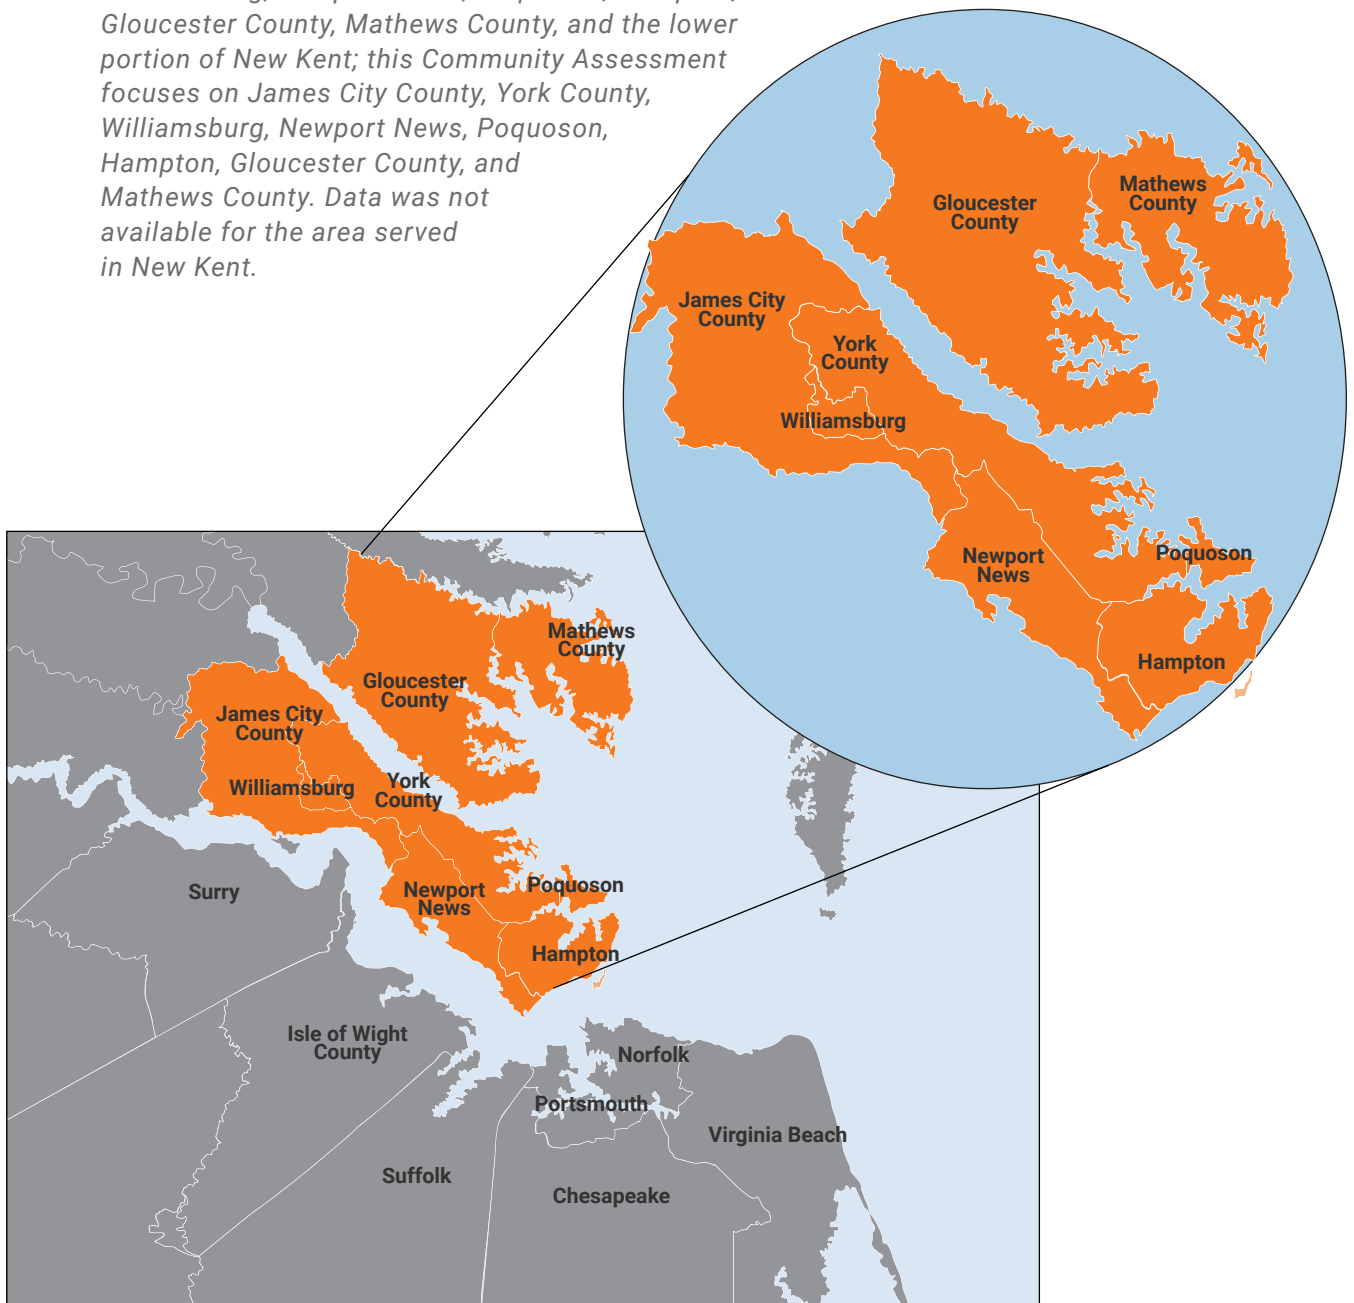 Gloucester County, Mathews County, and the lower
portion of New Kent; this Community Assessment
focuses on James City County, York County,
Williamsburg, Newport News, Poquoson,
Hampton, Gloucester County, and
Mathews County. Data was not
available for the area served
in New Kent.
Gloucester
County
Mathews
County
James City
County
York
County
Williamsburg
Newport
News
Poquoson
Hampton
Mathews
County
Gloucester
County
James City
County
Williamsburg
York
County
Surry
Newport
News
Poquoson
Hampton
Isle of Wight
County
Norfolk
Portsmouth
Virginia Beach
Suffolk
Chesapeake